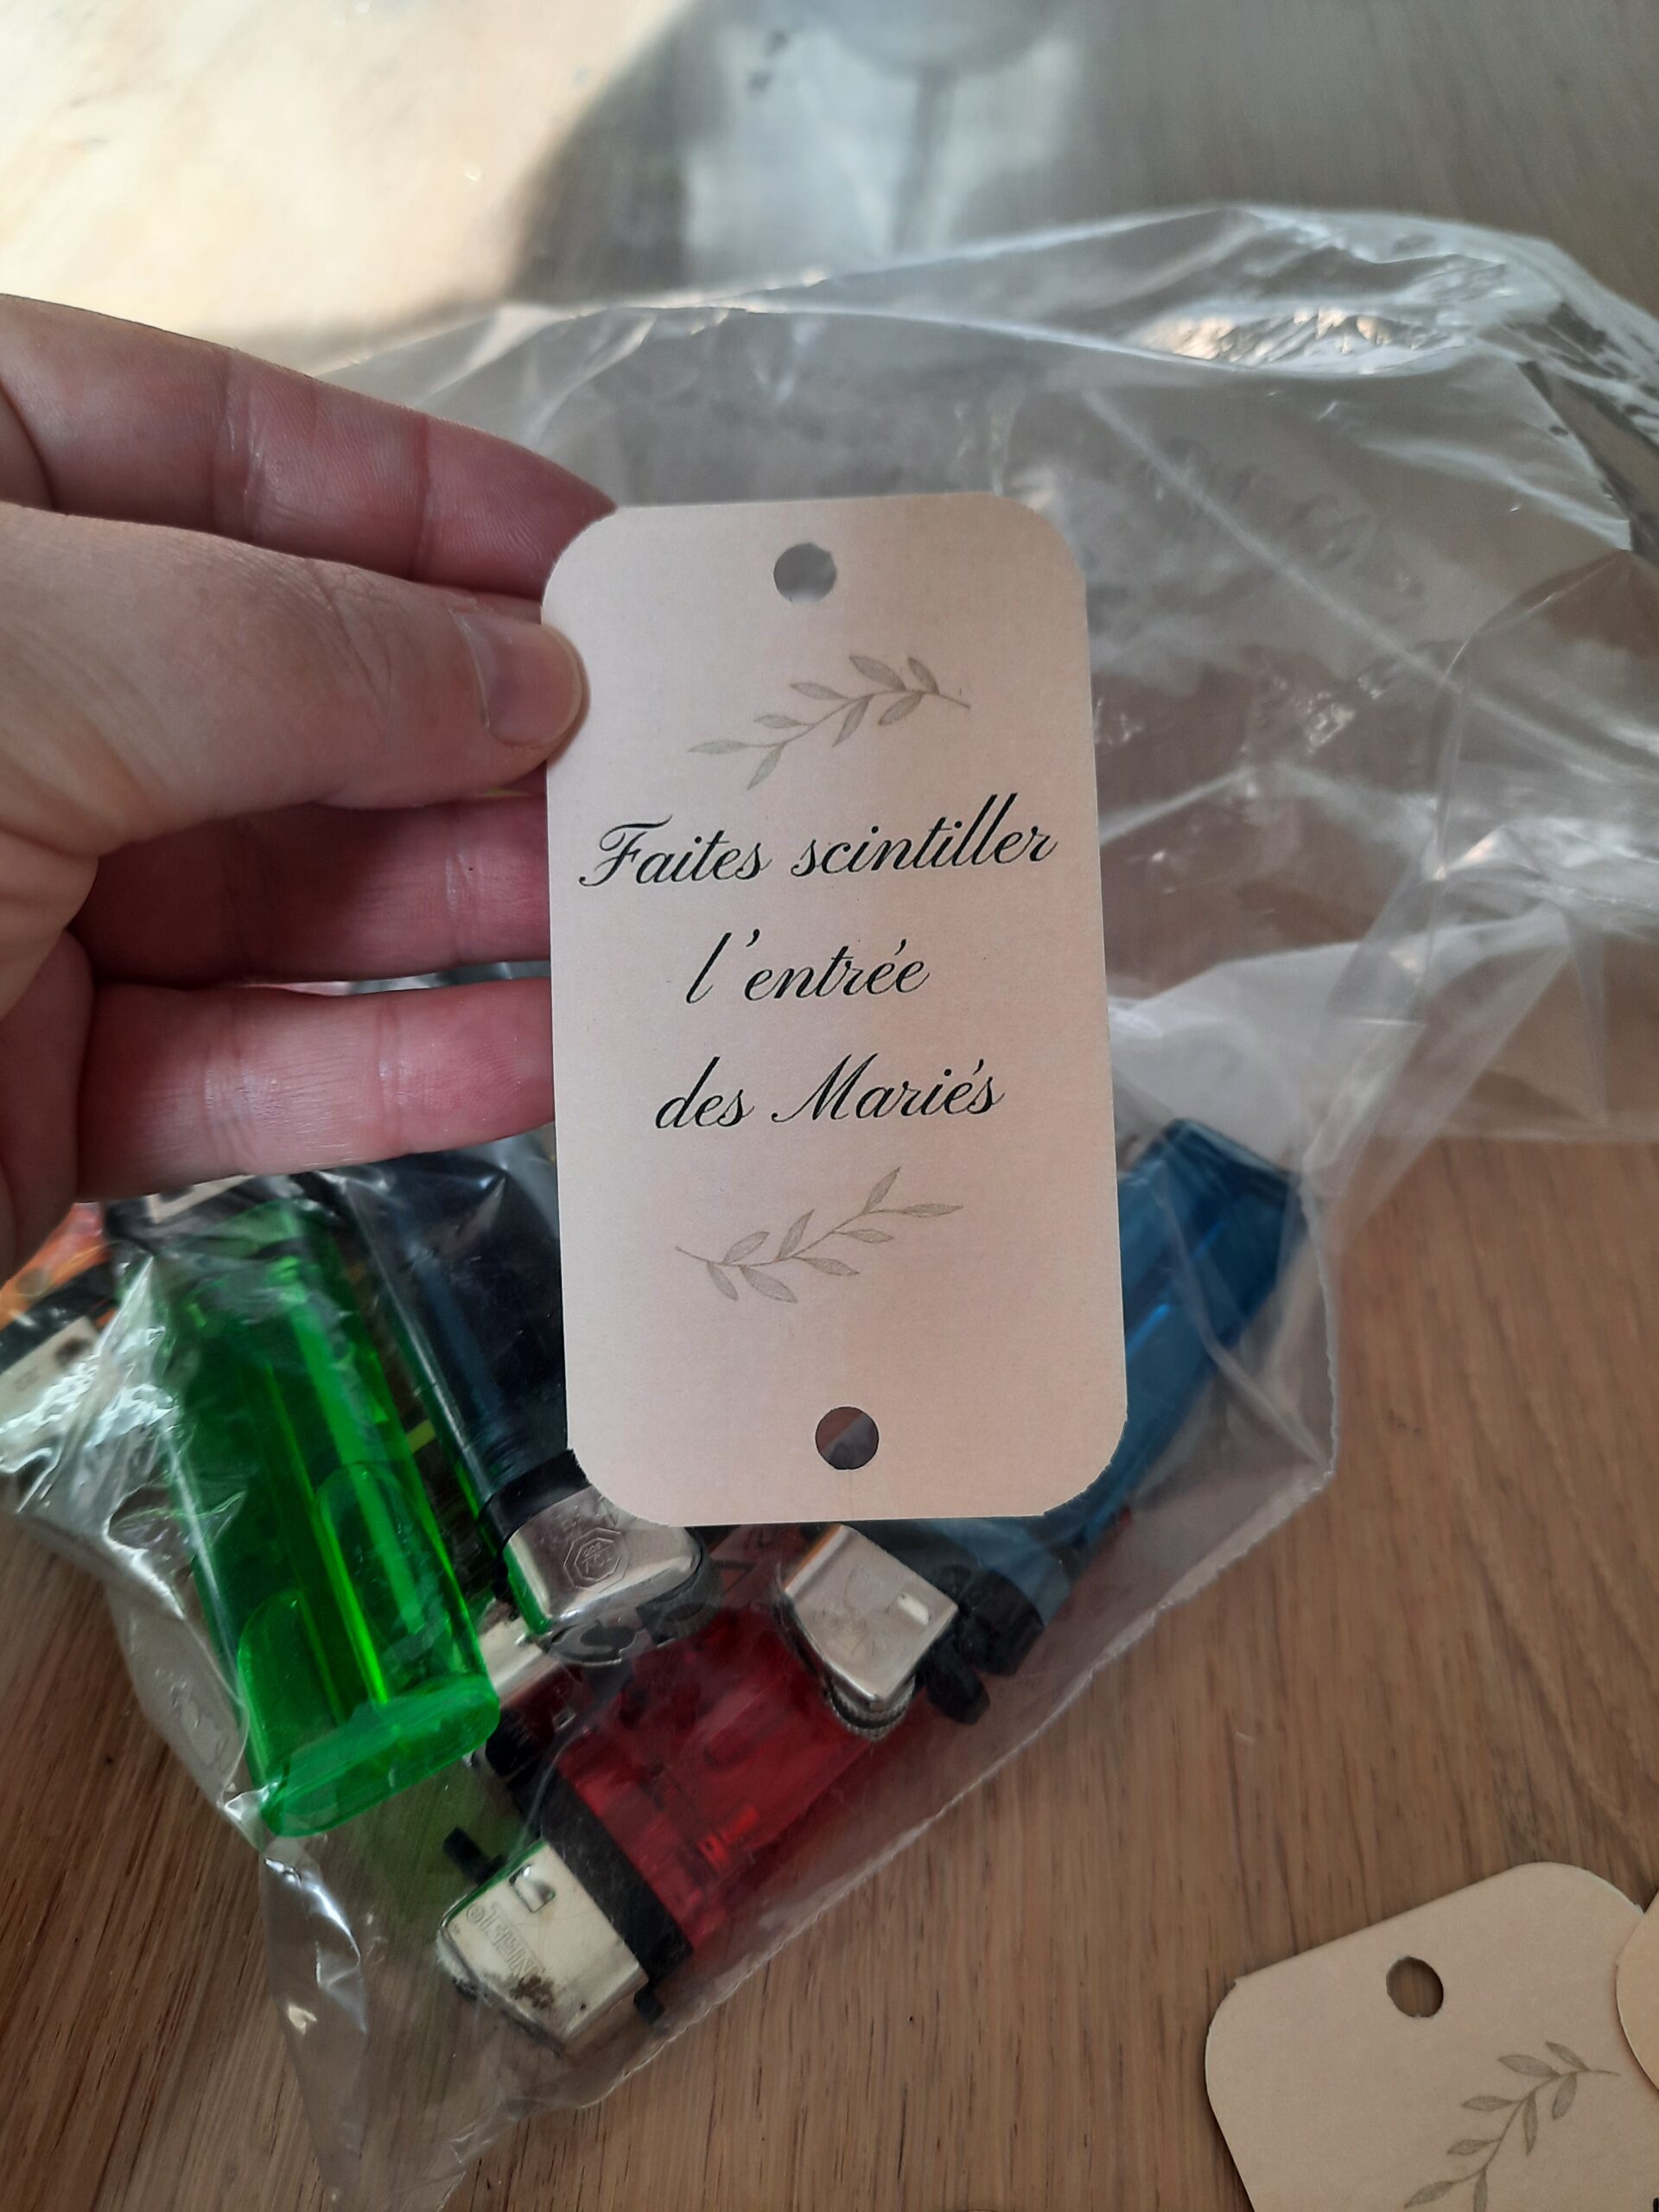 Faites scintiller
l'entrée
des Mariés